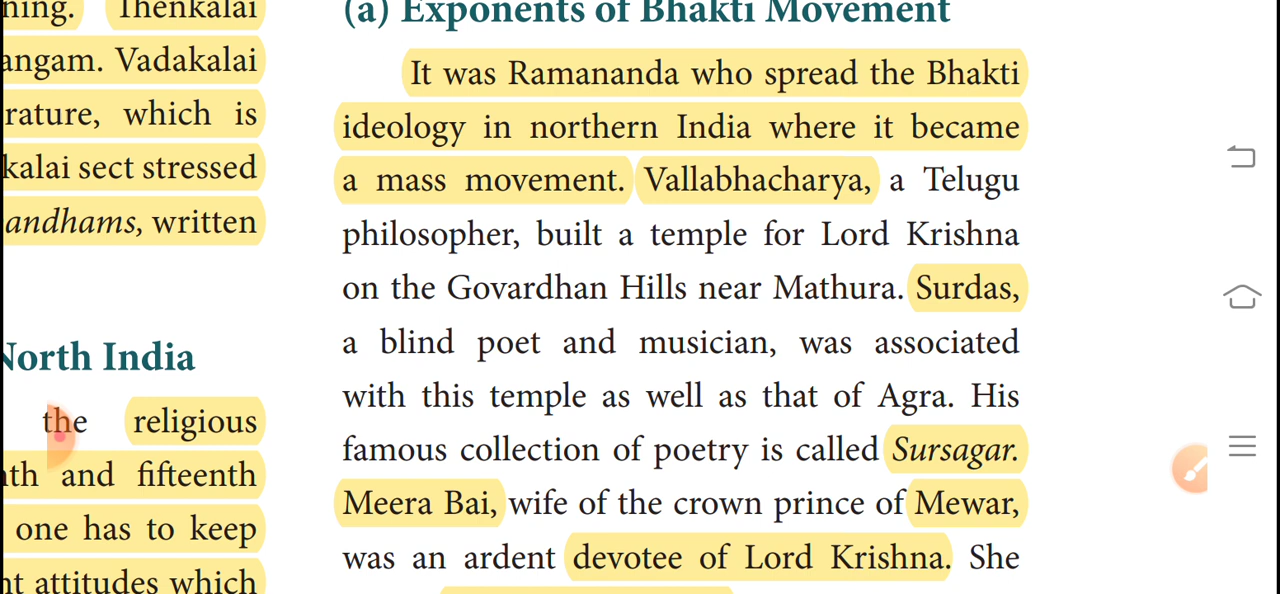 ning. Thenkalai
angam. Vadakalai
rature, which is
kalai sect stressed
andhams, written
North India
the religious
nth and fifteenth
one has to keep
nt attitudes which
(a) Exponents of Bhakti Movement
It was Ramananda who spread the Bhakti
ideology in northern India where it became
a mass movement. Vallabhacharya, a Telugu
philosopher, built a temple for Lord Krishna
on the Govardhan Hills near Mathura. Surdas,
a blind poet and musician, was associated
with this temple as well as that of Agra. His
famous collection of poetry is called Sursagar.
Meera Bai, wife of the crown prince of Mewar,
was an ardent devotee of Lord Krishna. She